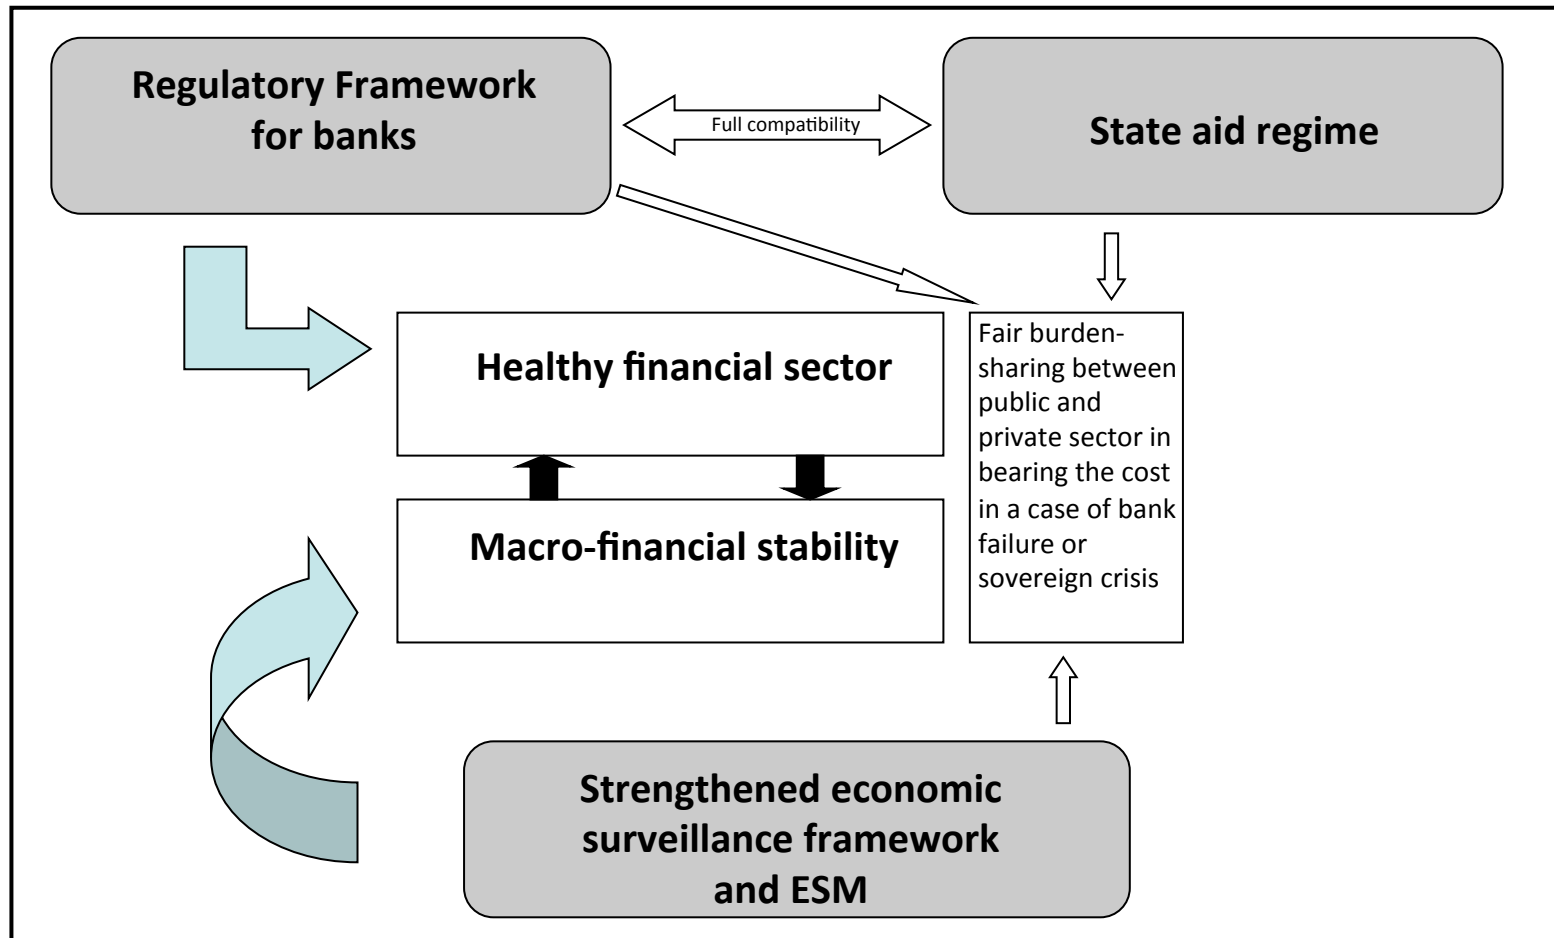 Regulatory Framework
for banks
Full compatibility
State aid regime
Healthy financial sector
Fair burden-
sharing between
public and
private sector in
bearing the cost
in a case of bank
failure or
sovereign crisis
Macro-financial stability
Strengthened economic
surveillance framework
and ESM